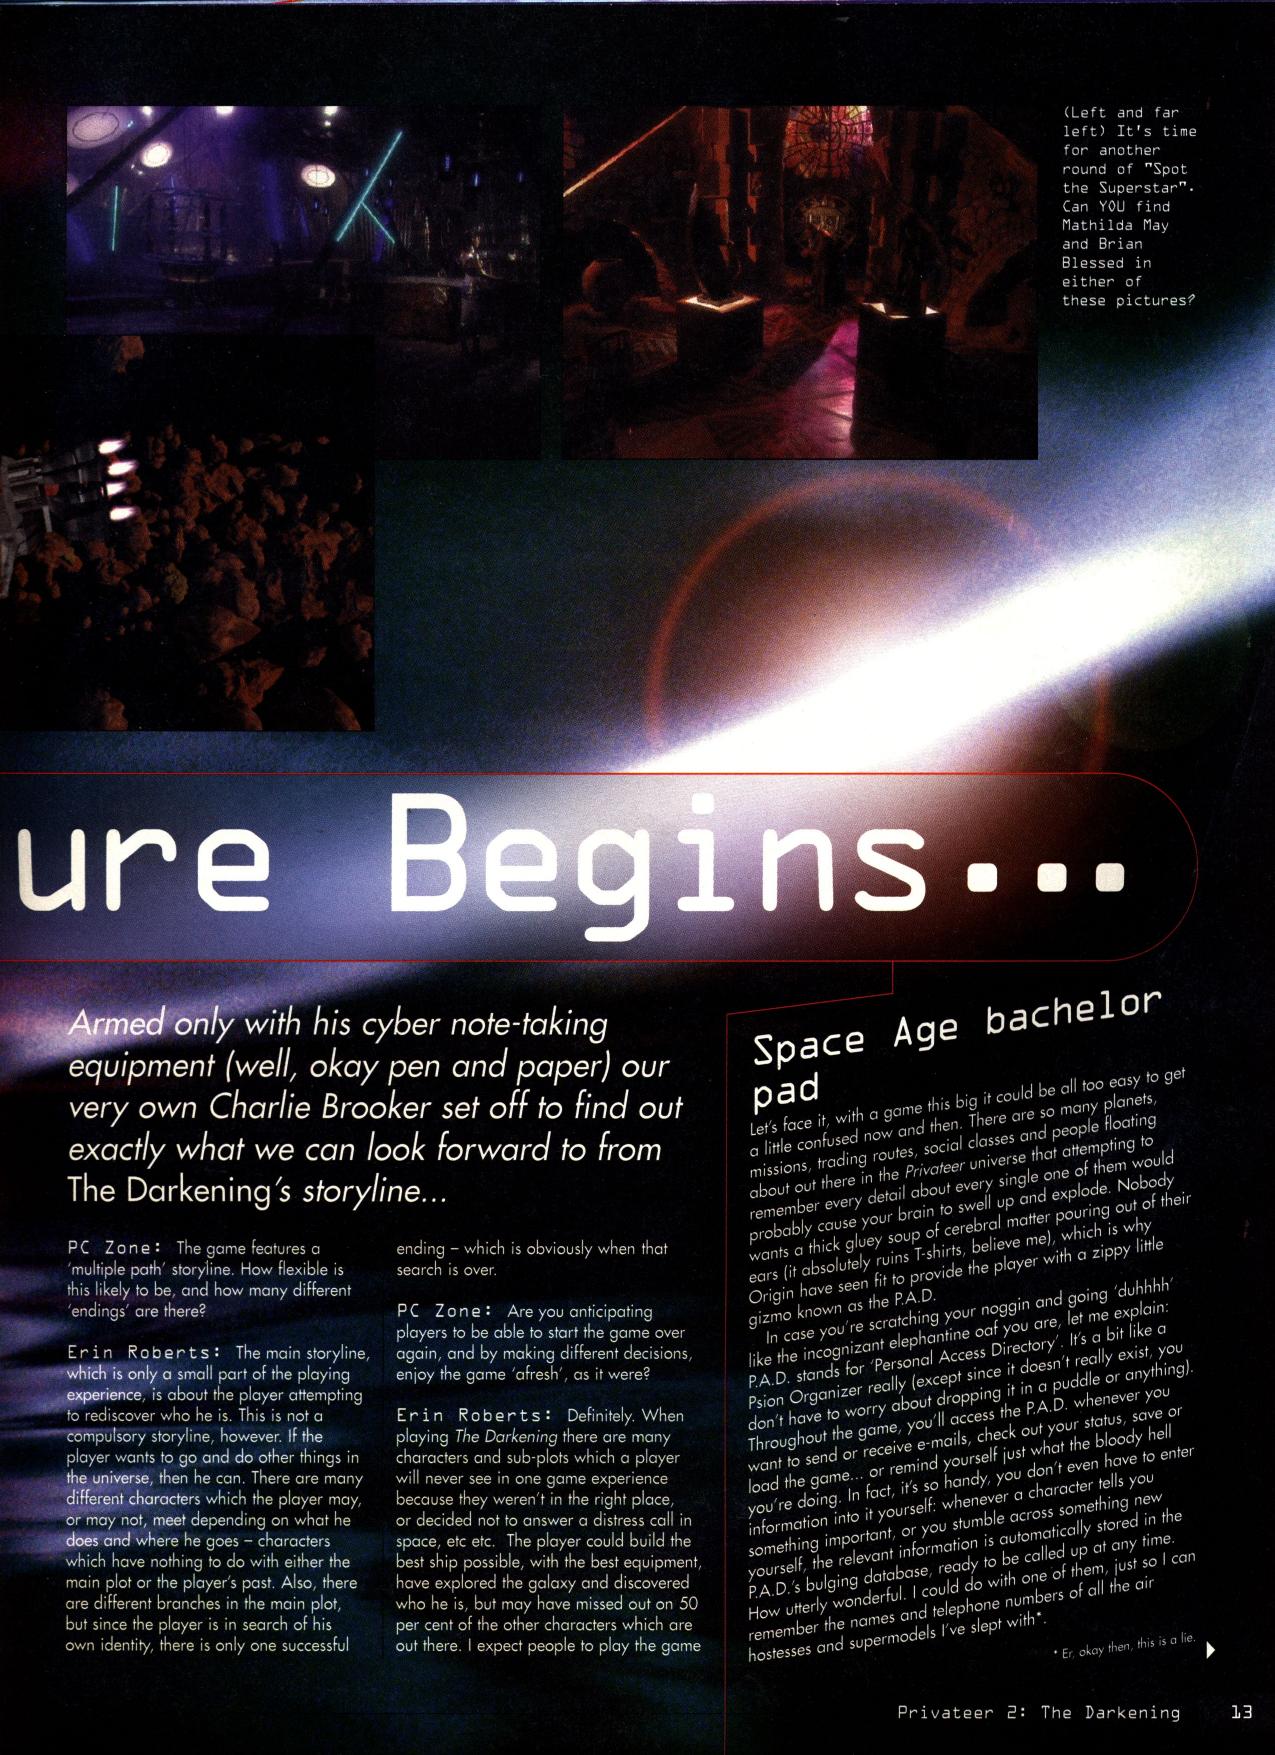 (Left and far
left) It's time
for another
round of "Spot
the Superstar".
Can YOU find
Mathilda May
and Brian
Blessed in
either of
these pictures?
ure Begins...
Armed only with his cyber note-taking
equipment (well, okay pen and paper) our
very own Charlie Brooker set off to find out
exactly what we can look forward to from
The Darkening's storyline...
PC Zone: The game features a
'multiple path' storyline. How flexible is
this likely to be, and how many different
'endings' are there?
Erin Roberts: The main storyline,
which is only a small part of the playing
experience, is about the player attempting
to rediscover who he is. This is not a
compulsory storyline, however. If the
player wants to go and do other things in
the universe, then he can. There are many
different characters which the player may,
or may not, meet depending on what he
does and where he goes – characters
which have nothing to do with either the
main plot or the player's past. Also, there
are different branches in the main plot,
but since the player is in search of his
own identity, there is only one successful
ending – which is obviously when that
search is over.
PC Zone: Are you anticipating
players to be able to start the game over
again, and by making different decisions,
enjoy the game 'afresh', as it were?
Erin Roberts: Definitely. When
playing The Darkening there are many
characters and sub-plots which a player
will never see in one game experience
because they weren't in the right place,
or decided not to answer a distress call in
space, etc etc. The player could build the
best ship possible, with the best equipment,
have explored the galaxy and discovered
who he is, but may have missed out on 50
per cent of the other characters which are
out there. I expect people to play the game
Space Age bachelor
pad
Let's face it, with a game this big it could be all too easy to get
a little confused now and then. There are so many planets,
missions, trading routes, social classes and people floating
about out there in the Privateer universe that attempting to
remember every detail about every single one of them would
probably cause your brain to swell up and explode. Nobody
wants a thick gluey soup of cerebral matter pouring out of their
ears (it absolutely ruins T-shirts, believe me), which is why
Origin have seen fit to provide the player with a zippy little
gizmo known as the P.A.D.
In case you're scratching your noggin and going 'duhhhh'
like the incognizant elephantine oaf you are, let me explain:
P.A.D. stands for 'Personal Access Directory'. It's a bit like a
Psion Organizer really (except since it doesn't really exist, you
don't have to worry about dropping it in a puddle or anything).
Throughout the game, you'll access the P.A.D. whenever you
want to send or receive e-mails, check out your status, save or
load the game... or remind yourself just what the bloody hell
you're doing. In fact, it's so handy, you don't even have to enter
information into it yourself: whenever a character tells you
something important, or you stumble across something new
yourself, the relevant information is automatically stored in the
P.A.D.'s bulging database, ready to be called up at any time.
How utterly wonderful. I could do with one of them, just so I can
remember the names and telephone numbers of all the air
hostesses and supermodels I've slept with*.
* Er, okay then, this is a lie.
Privateer 2: The Darkening 13